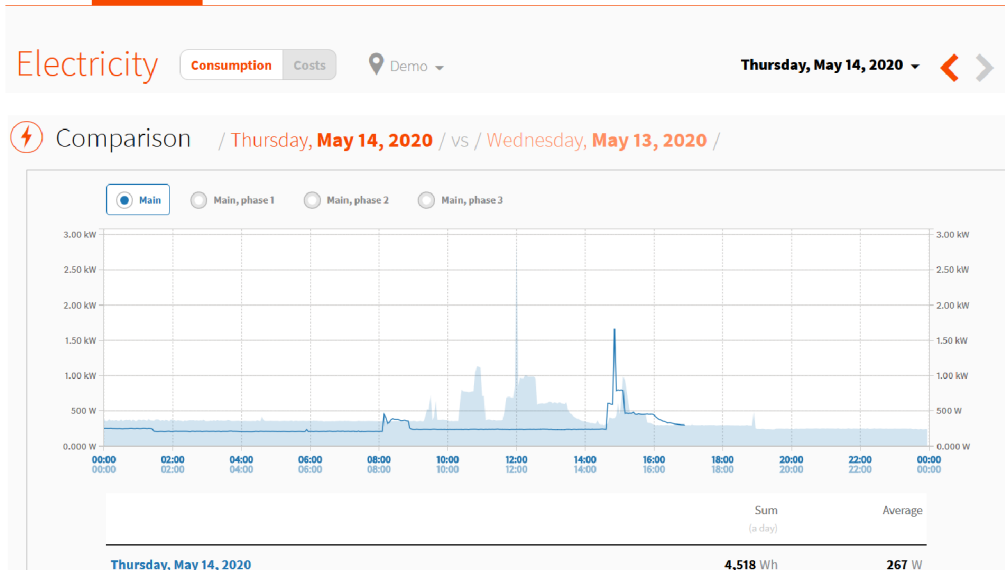 Electricity Consumption Costs Demo Thursday, May 14, 2020
Comparison / Thursday, May 14, 2020 / vs / Wednesday, May 13, 2020 /
Main Main, phase 1 Main, phase 2 Main, phase 3
3.00 kW 3.00 kW
2.50 kW 2.50 kW
2.00 kW 2.00 kW
1.50 kW 1.50 kW
1.00 kW 1.00 kW
500 W 500 W
0.000 W 0.000 W
00:00 02:00 04:00 06:00 08:00 10:00 12:00 14:00 16:00 18:00 20:00 22:00 00:00
00:00 02:00 04:00 06:00 08:00 10:00 12:00 14:00 16:00 18:00 20:00 22:00 00:00
Sum Average
(a day)
Thursday, May 14, 2020 4,518 Wh 267 W